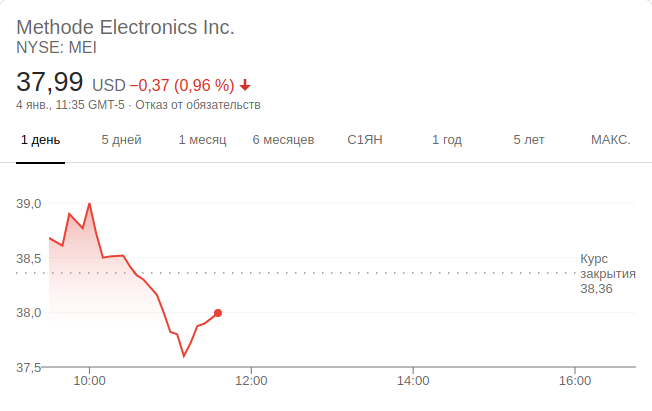 Methode Electronics Inc.
NYSE: MEI
37,99 USD −0,37 (0,96 %)
4 янв., 11:35 GMT-5 · Отказ от обязательств
1 день 5 дней 1 месяц 6 месяцев С1ЯН 1 год 5 лет МАКС.
39,0
38,5
Курс
закрытия
38,36
38,0
37,5
10:00 12:00 14:00 16:00